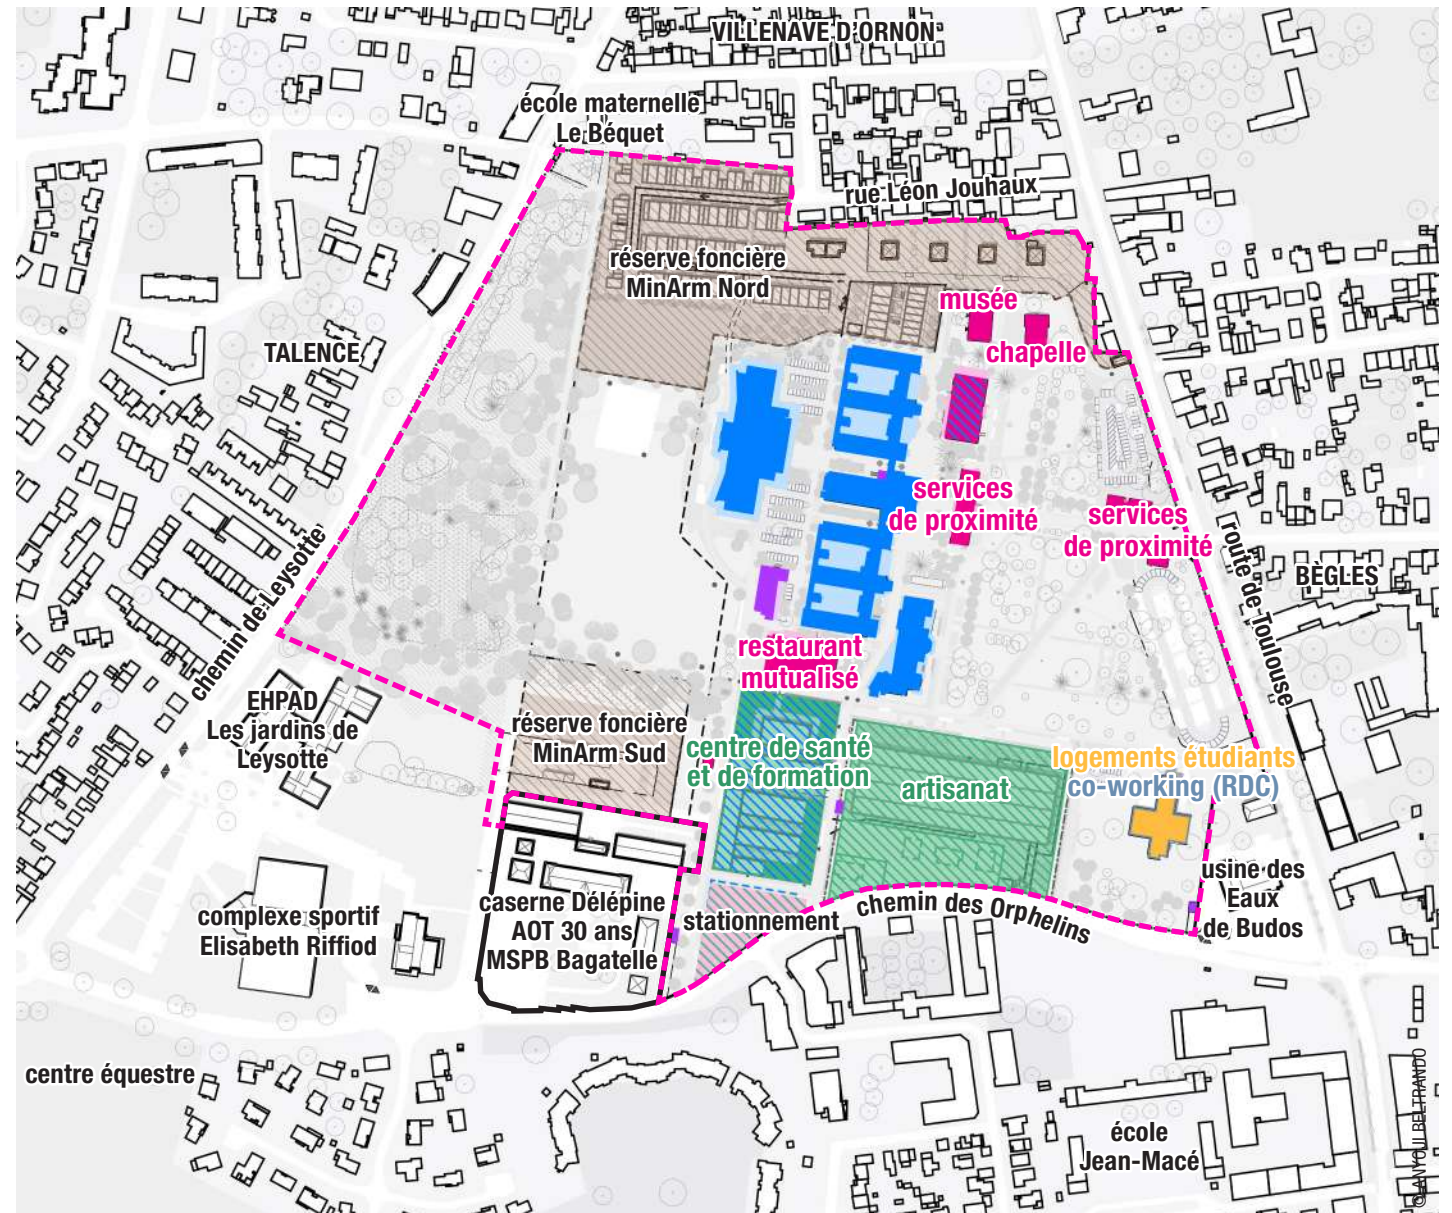 VILLENAVE D'ORNON
école maternelle
Le Béquet
rue Léon Jouhaux
réserve foncière
MinArm Nord
musée
chapelle
TALENCE
services
de proximité
services
de proximité
route de Toulouse
BÈGLES
chemin de Leysotte
restaurant
mutualisé
EHPAD
Les jardins de
Leysotte
réserve foncière
MinArm Sud
centre de santé
et de formation
artisanat
logements étudiants
co-working (RDC)
usine des
Eaux
de Budos
complexe sportif
Elisabeth Riffiod
caserne Délépine
AOT 30 ans
MSPB Bagatelle
stationnement
chemin des Orphelins
centre équestre
école
Jean-Macé
© ANYOJI BELTRANDO